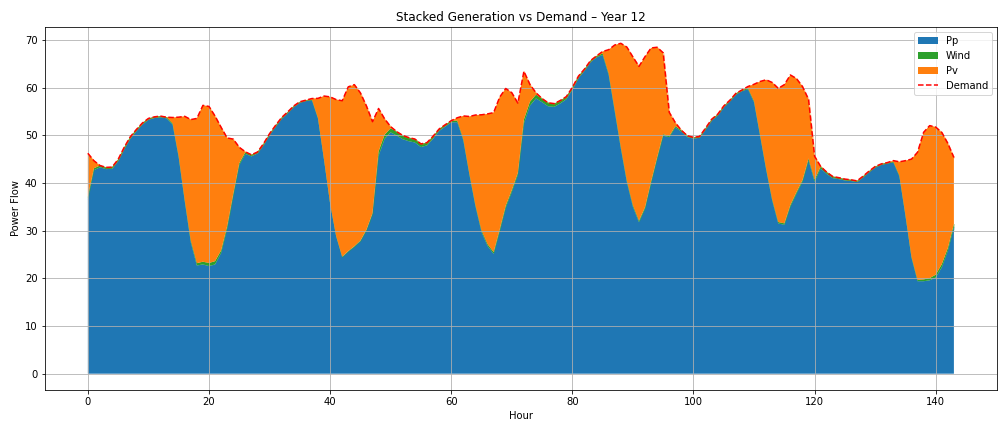 Stacked Generation vs Demand – Year 12
Power Flow
70
60
50
40
30
20
10
0
0 20 40 60 80 100 120 140
Hour
Pp
Wind
Pv
Demand